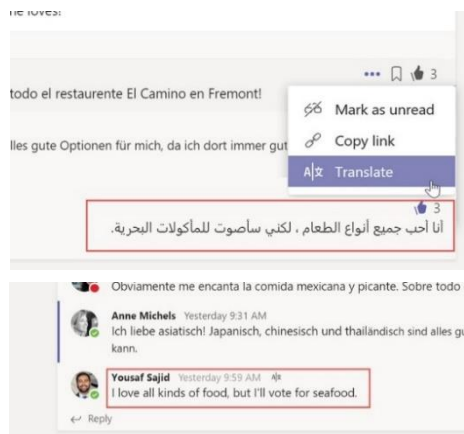 he loves!
3
todo el restaurente El Camino en Fremont!
Mark as unread
lles gute Optionen für mich, da ich dort immer gut
Copy link
Translate
3
أنا أحب جميع أنواع الطعام ، لكني سأصوت للمأكولات البحرية.
Obviamente me encanta la comida mexicana y picante. Sobre todo
Anne Michels Yesterday 9:31 AM
Ich liebe asiatisch! Japanisch, chinesisch und thailändisch sind alles gu
kann.
Yousaf Sajid Yesterday 9:59 AM
I love all kinds of food, but I'll vote for seafood.
Reply